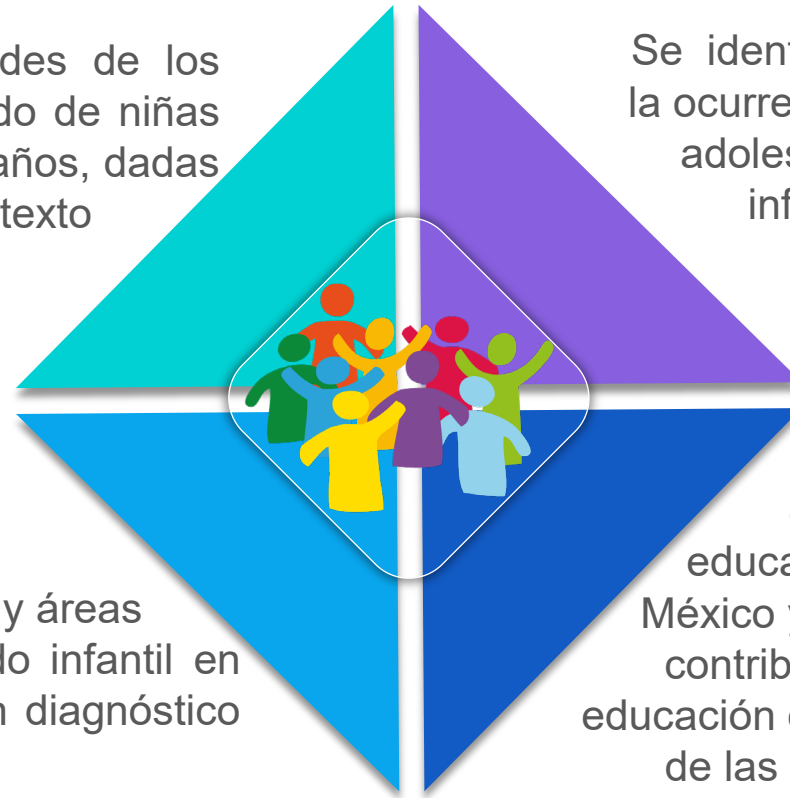 des de los
do de niñas
años, dadas
texto
Se ident
la ocurre
adoles
inf
y áreas
do infantil en
n diagnóstico
educa
México y
contrib
educación
de las